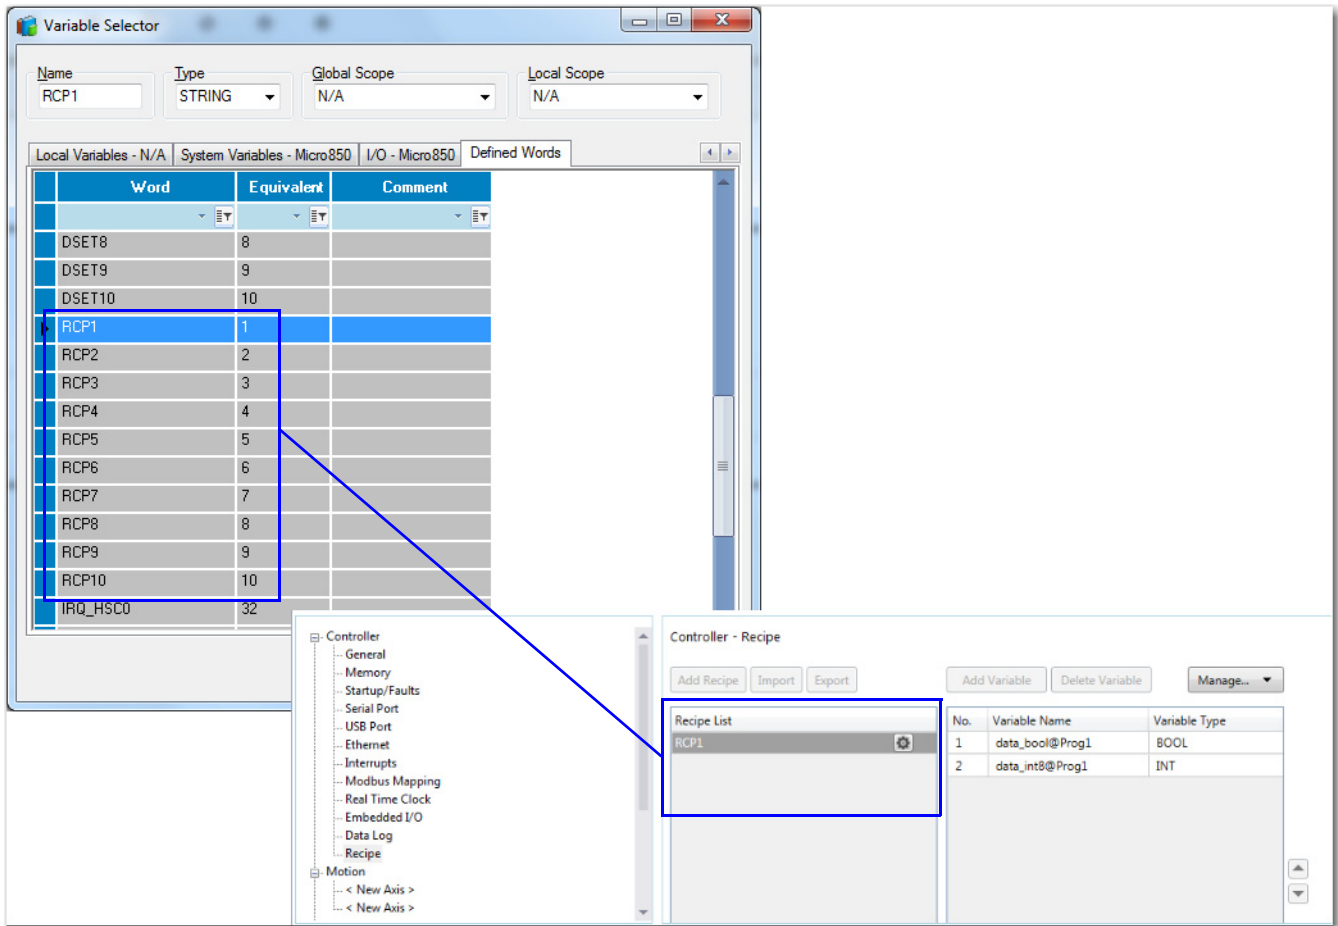 Variable Selector
Name Type Global Scope Local Scope
RCP1 STRING N/A N/A
Local Variables - N/A System Variables - Micro850 I/O - Micro850 Defined Words
Word Equivalent Comment
DSET8 8
DSET9 9
DSET10 10
RCP1 1
RCP2 2
RCP3 3
RCP4 4
RCP5 5
RCP6 6
RCP7 7
RCP8 8
RCP9 9
RCP10 10
IRQ_HSC0 32
Controller
General
Memory
Startup/Faults
Serial Port
USB Port
Ethernet
Interrupts
Modbus Mapping
Real Time Clock
Embedded I/O
Data Log
Recipe
Motion
< New Axis >
< New Axis >
Controller - Recipe
Add Recipe Import Export Add Variable Delete Variable Manage...
Recipe List
RCP1
No. Variable Name Variable Type
1 data_bool@Prog1 BOOL
2 data_int8@Prog1 INT